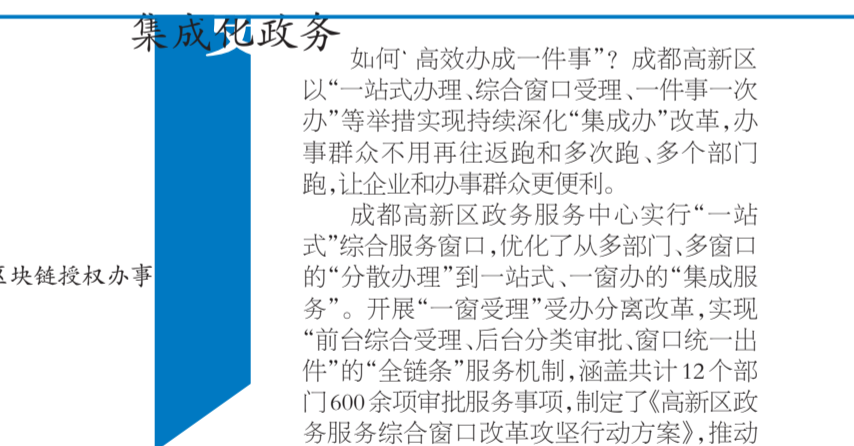 集成化政务
如何“高效办成一件事”？成都高新区
以“一站式办理、综合窗口受理、一件事一次
办”等举措实现持续深化“集成办”改革，办
事群众不用再往返跑和多次跑、多个部门
跑，让企业和办事群众更便利。
成都高新区政务服务中心实行“一站
式”综合服务窗口，优化了从多部门、多窗口
的“分散办理”到一站式、一窗办的“集成服
务”。开展“一窗受理”受办分离改革，实现
“前台综合受理、后台分类审批、窗口统一出
件”的“全链条”服务机制，涵盖共计12个部
门600余项审批服务事项，制定了《高新区政
务服务综合窗口改革攻坚行动方案》，推动
区块链授权办事